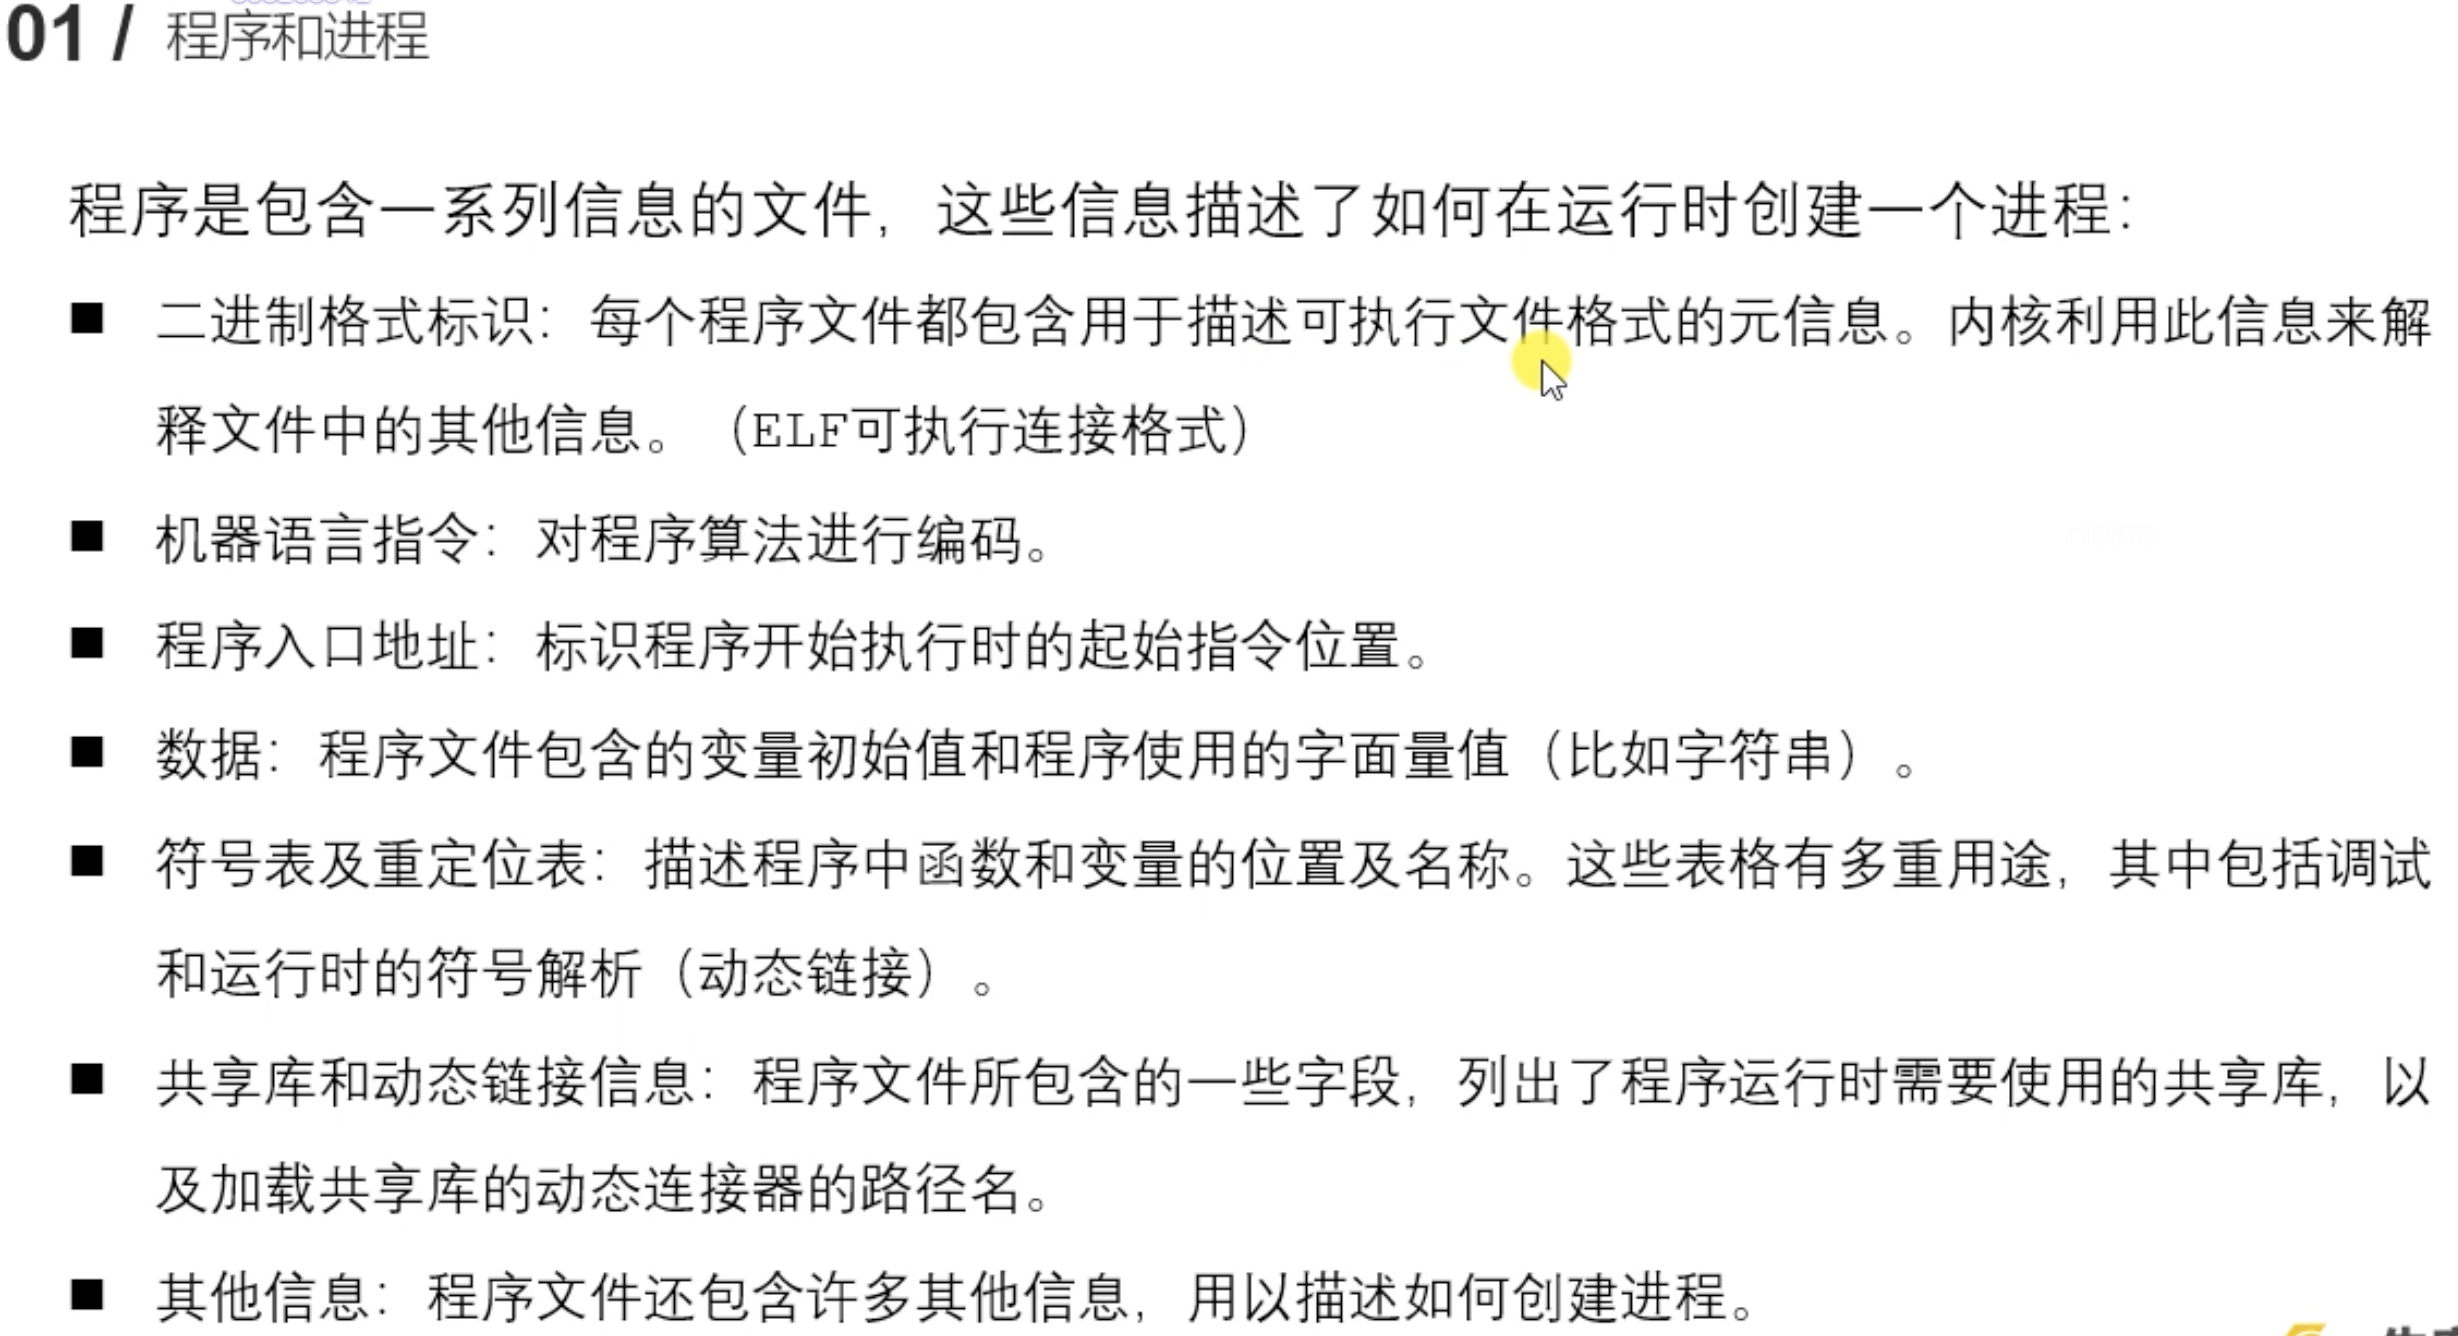 01 / 程序和进程
程序是包含一系列信息的文件，这些信息描述了如何在运行时创建一个进程：
■ 二进制格式标识：每个程序文件都包含用于描述可执行文件格式的元信息。内核利用此信息来解
释文件中的其他信息。（ELF可执行连接格式）
■ 机器语言指令：对程序算法进行编码。
■ 程序入口地址：标识程序开始执行时的起始指令位置。
■ 数据：程序文件包含的变量初始值和程序使用的字面量值（比如字符串）。
■ 符号表及重定位表：描述程序中函数和变量的位置及名称。这些表格有多重用途，其中包括调试
和运行时的符号解析（动态链接）。
■ 共享库和动态链接信息：程序文件所包含的一些字段，列出了程序运行时需要使用的共享库，以
及加载共享库的动态连接器的路径名。
■ 其他信息：程序文件还包含许多其他信息，用以描述如何创建进程。